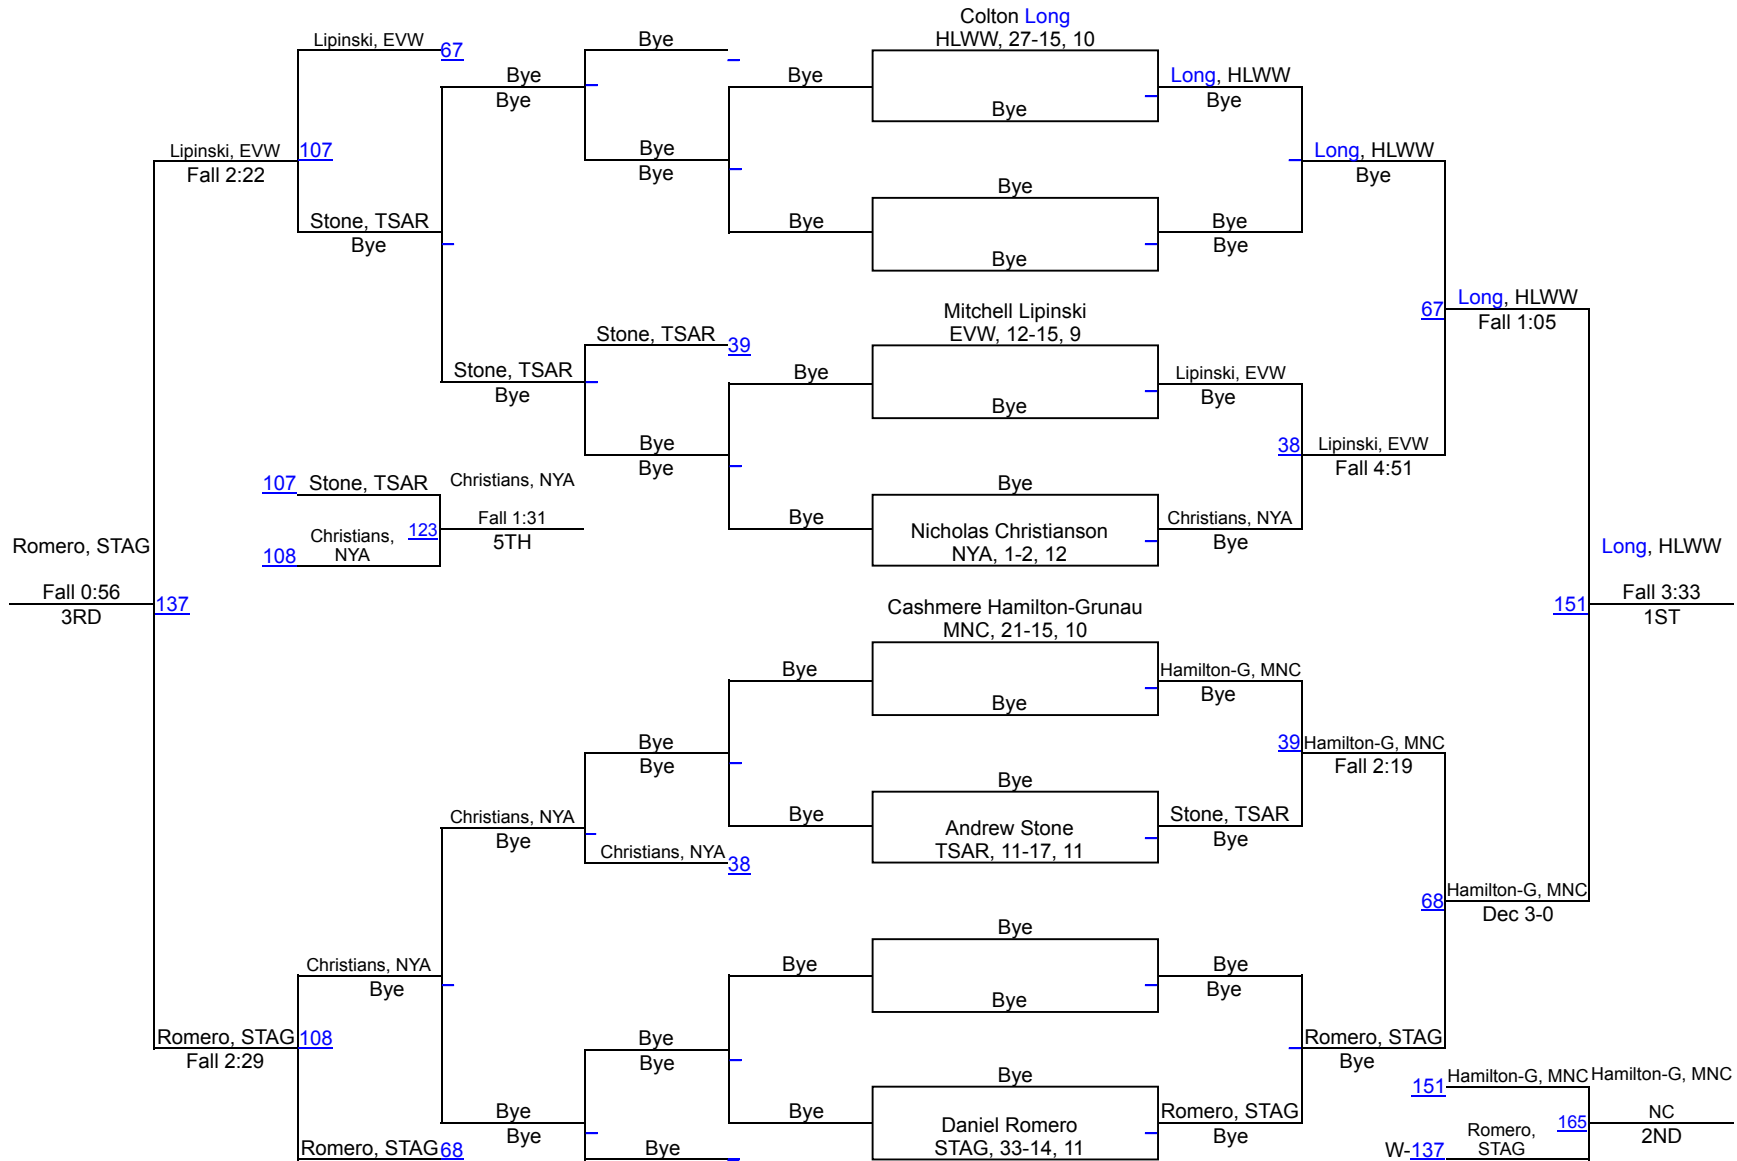 Colton Long
HLWW, 27-15, 10
Lipinski, EVW
67
Bye
Bye
Bye
Bye
Long, HLWW
Bye
Bye
Bye
Lipinski, EVW
107
Fall 2:22
Bye
Bye
Long, HLWW
Bye
Bye
Stone, TSAR
Bye
Bye
Bye
Bye
Bye
Mitchell Lipinski
EVW, 12-15, 9
67
Long, HLWW
Fall 1:05
Stone, TSAR
39
Stone, TSAR
Bye
Bye
Bye
Lipinski, EVW
Bye
Bye
Bye
38
Lipinski, EVW
Fall 4:51
107
Stone, TSAR
Christians, NYA
Bye
Christians,
NYA
123
Fall 1:31
5TH
108
Bye
Nicholas Christianson
NYA, 1-2, 12
Christians, NYA
Bye
Romero, STAG
Fall 0:56
3RD
137
Long, HLWW
151
Fall 3:33
1ST
Cashmere Hamilton-Grunau
MNC, 21-15, 10
Bye
Bye
Hamilton-G, MNC
Bye
Bye
Bye
39
Hamilton-G, MNC
Fall 2:19
Bye
Christians, NYA
Bye
Bye
Andrew Stone
TSAR, 11-17, 11
Stone, TSAR
Bye
Christians, NYA
38
68
Hamilton-G, MNC
Dec 3-0
Bye
Christians, NYA
Bye
Bye
Bye
Bye
Bye
Romero, STAG
108
Fall 2:29
Bye
Bye
Romero, STAG
Bye
Bye
151
Hamilton-G, MNC
Hamilton-G, MNC
Bye
Bye
Bye
Daniel Romero
STAG, 33-14, 11
Romero, STAG
Bye
165
NC
2ND
Romero, STAG
68
Bye
W-137
Romero,
STAG